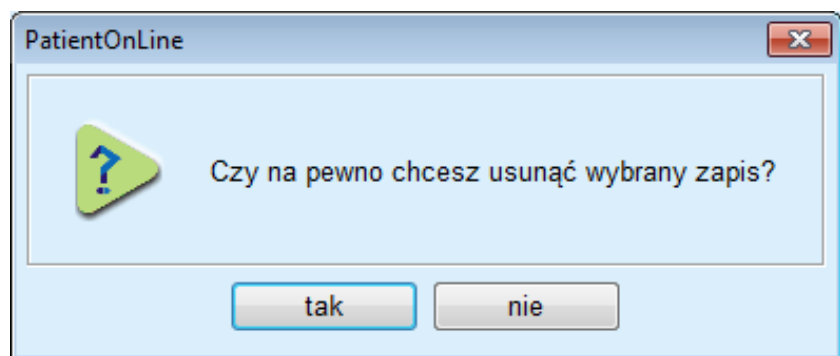 PatientOnLine
Czy na pewno chcesz usunąć wybrany zapis?
tak
nie